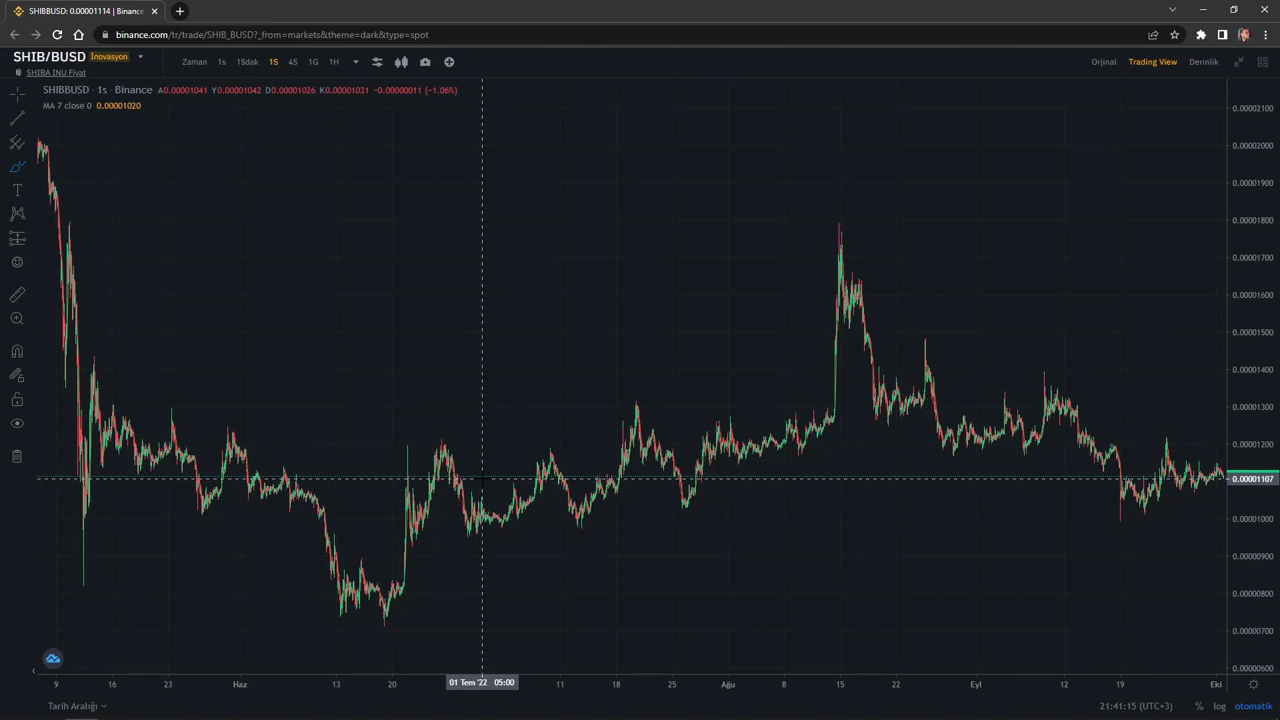 SHIBBUSD: 0.00001114 | Binance
binance.com/tr/trade/SHIB_BUSD?_from=markets&theme=dark&type=spot
SHIB/BUSD İnovasyon
SHIBA INU Fiyat
Zaman 1s 15dak 1S 4S 1G 1H
Orjinal Trading View Derinlik
SHIBBUSD · 1s · Binance A0.00001041 Y0.00001042 D0.00001026 K0.00001031 −0.00000011 (−1.06%)
MA 7 close 0 0.00001020
0.00002100
0.00002000
0.00001900
0.00001800
0.00001700
0.00001600
0.00001500
0.00001400
0.00001300
0.00001200
0.00001107
0.00001000
0.00000900
0.00000800
0.00000700
0.00000600
9 16 23 Haz 13 20 01 Tem '22 05:00 11 18 25 Ağu 8 15 22 Eyl 12 19 Eki
Tarih Aralığı 21:41:15 (UTC+3) % log otomatik